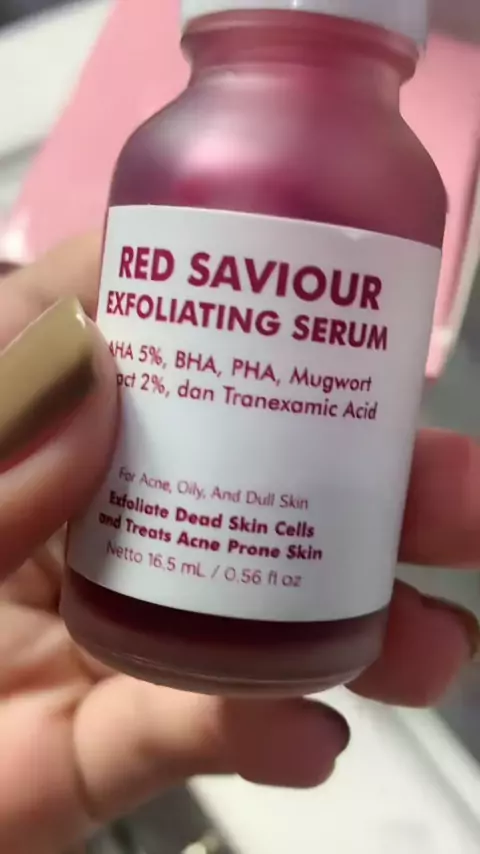 RED SAVIOUR
EXFOLIATING SERUM
AHA 5%, BHA, PHA, Mugwort
2%, dan Tranexamic Acid
For Acne, Oily, And Dull Skin
Exfoliate Dead Skin Cells
and Treats Acne Prone Skin
Netto 16,5 mL / 0,56 fl oz